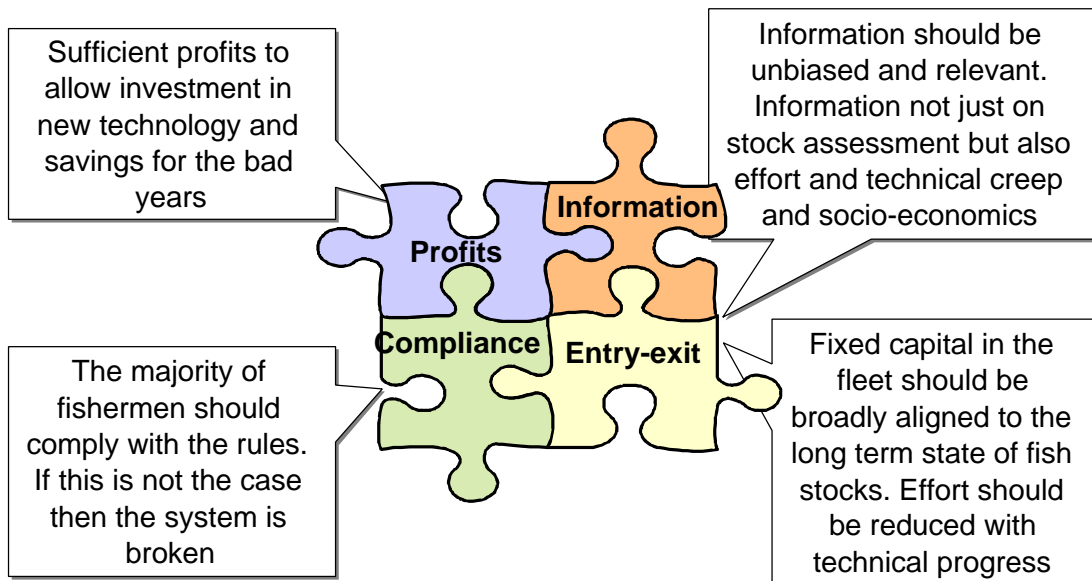 Sufficient profits to
allow investment in
new technology and
savings for the bad
years
Information should be
unbiased and relevant.
Information not just on
stock assessment but also
effort and technical creep
and socio-economics
Information
Profits
Compliance
Entry-exit
The majority of
fishermen should
comply with the rules.
If this is not the case
then the system is
broken
Fixed capital in the
fleet should be
broadly aligned to the
long term state of fish
stocks. Effort should
be reduced with
technical progress